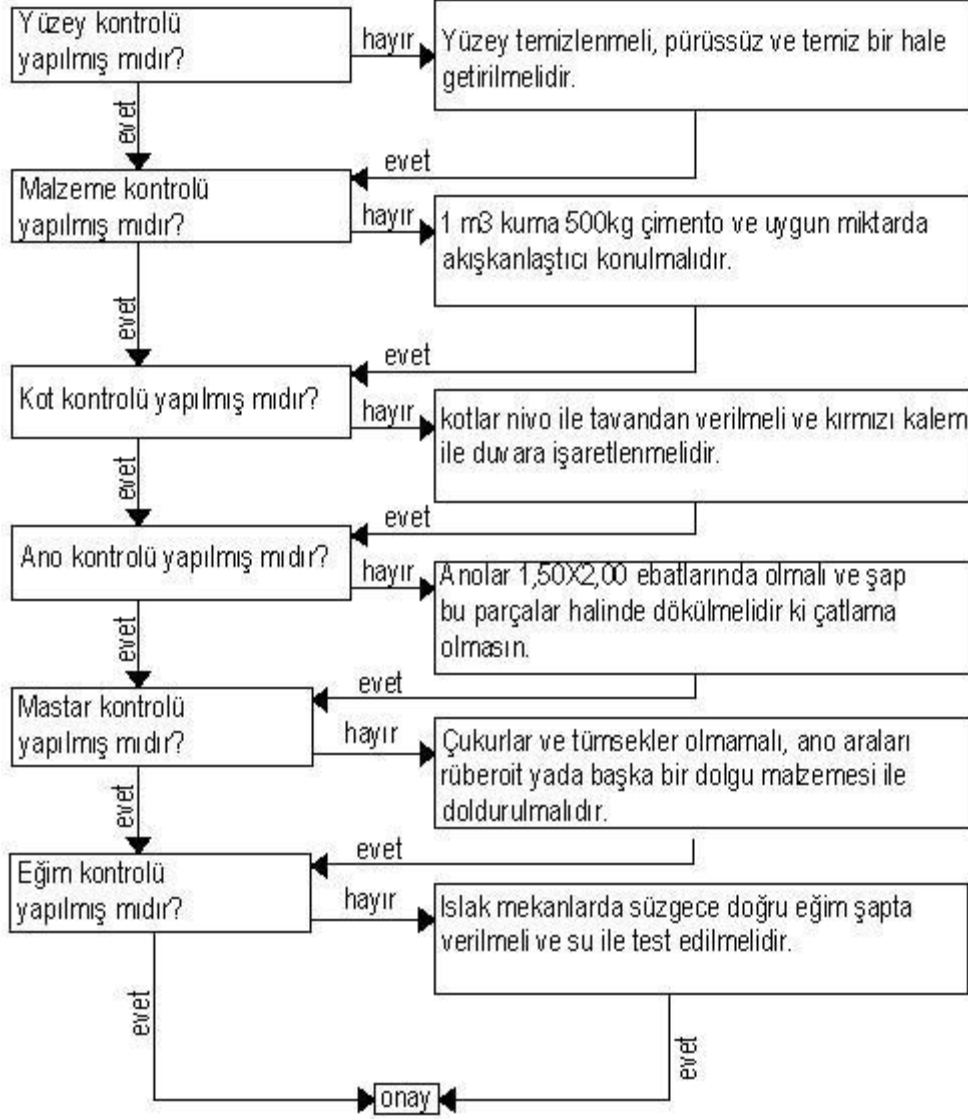 Yüzey kontrolü
yapılmış mıdır?
hayır
Yüzey temizlenmeli, pürüssüz ve temiz bir hale
getirilmelidir.
evet
evet
Malzeme kontrolü
yapılmış mıdır?
hayır
1 m3 kuma 500kg çimento ve uygun miktarda
akışkanlaştıcı konulmalıdır.
evet
evet
Kot kontrolü yapılmış mıdır?
hayır
kotlar nivo ile tavandan verilmeli ve kırmızı kalem
ile duvara işaretlenmelidir.
evet
evet
Ano kontrolü yapılmış mıdır?
hayır
Anolar 1,50X2,00 ebatlarında olmalı ve şap
bu parçalar halinde dökülmelidir ki çatlama
olmasın.
evet
evet
Mastar kontrolü
yapılmış mıdır?
hayır
Çukurlar ve tümsekler olmamalı, ano araları
rüberoit yada başka bir dolgu malzemesi ile
doldurulmalıdır.
evet
evet
Eğim kontrolü
yapılmış mıdır?
hayır
Islak mekanlarda süzgece doğru eğim şapta
verilmeli ve su ile test edilmelidir.
evet
evet
onay